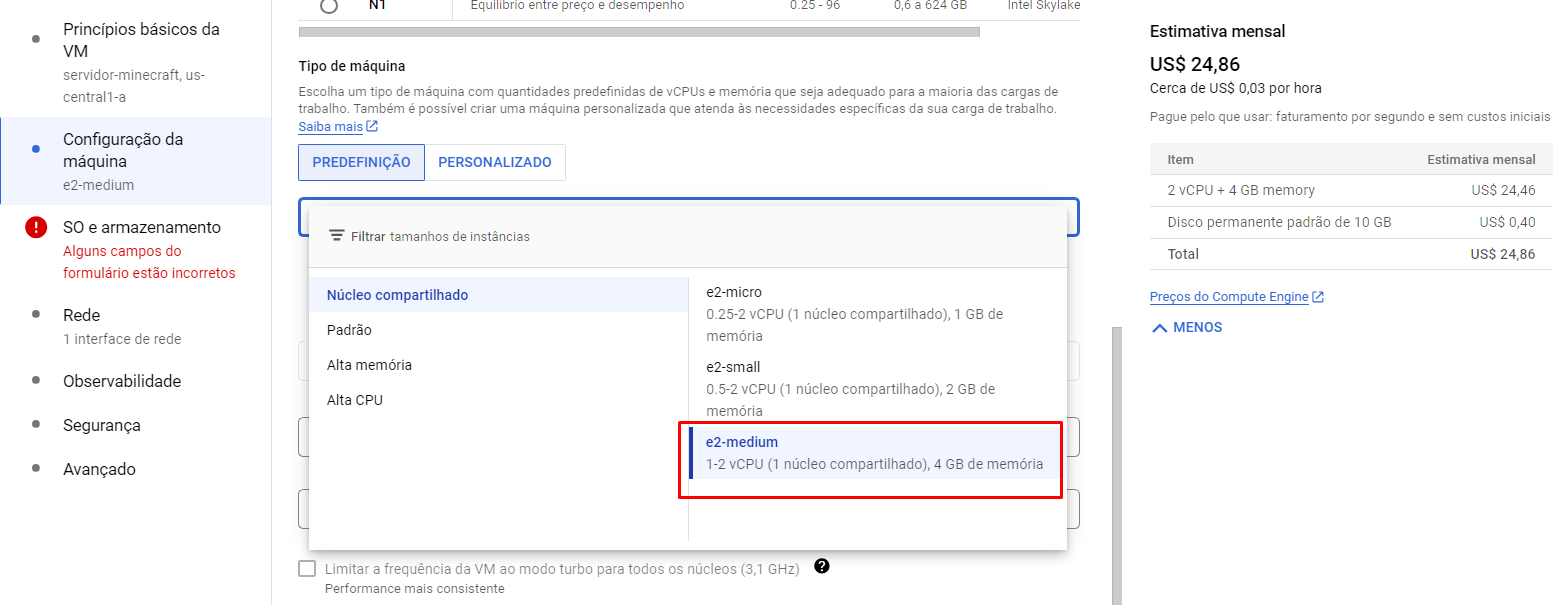 Princípios básicos da
VM
servidor-minecraft, us-
central1-a
Configuração da
máquina
e2-medium
SO e armazenamento
Alguns campos do
formulário estão incorretos
Rede
1 interface de rede
Observabilidade
Segurança
Avançado
N1 Equilíbrio entre preço e desempenho 0.25 - 96 0,6 a 624 GB Intel Skylake
Tipo de máquina
Escolha um tipo de máquina com quantidades predefinidas de vCPUs e memória que seja adequado para a maioria das cargas de
trabalho. Também é possível criar uma máquina personalizada que atenda às necessidades específicas da sua carga de trabalho.
Saiba mais
PREDEFINIÇÃO PERSONALIZADO
Filtrar tamanhos de instâncias
Núcleo compartilhado
Padrão
Alta memória
Alta CPU
e2-micro
0.25-2 vCPU (1 núcleo compartilhado), 1 GB de
memória
e2-small
0.5-2 vCPU (1 núcleo compartilhado), 2 GB de
memória
e2-medium
1-2 vCPU (1 núcleo compartilhado), 4 GB de memória
Limitar a frequência da VM ao modo turbo para todos os núcleos (3,1 GHz)
Performance mais consistente
Estimativa mensal
US$ 24,86
Cerca de US$ 0,03 por hora
Pague pelo que usar: faturamento por segundo e sem custos iniciais
Item Estimativa mensal
2 vCPU + 4 GB memory US$ 24,46
Disco permanente padrão de 10 GB US$ 0,40
Total US$ 24,86
Preços do Compute Engine
MENOS